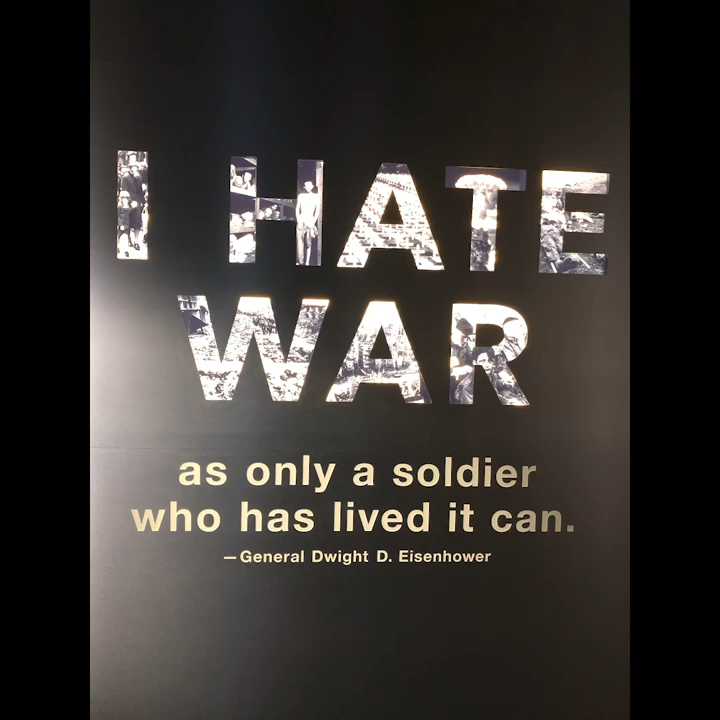 I HATE
WAR
as only a soldier
who has lived it can.
—General Dwight D. Eisenhower